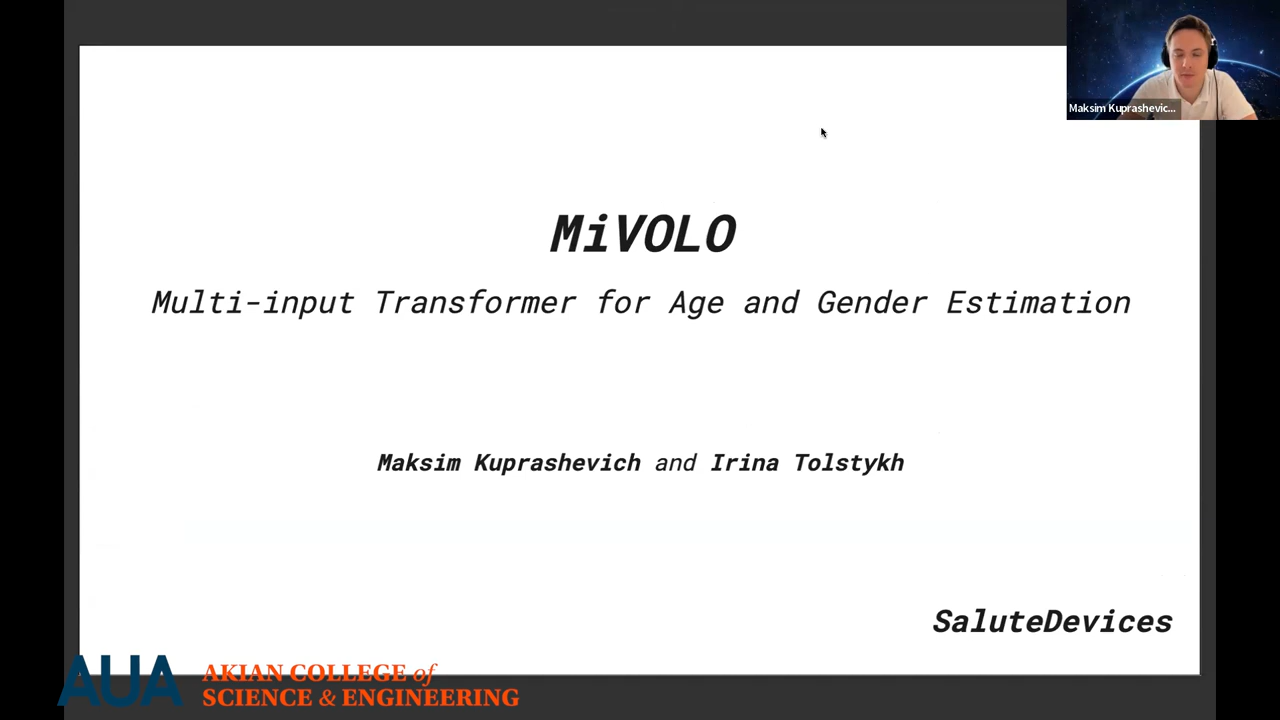 Maksim Kuprashevic...
MiVOLO
Multi-input Transformer for Age and Gender Estimation
Maksim Kuprashevich and Irina Tolstykh
SaluteDevices
AUA
AKIAN COLLEGE of
SCIENCE & ENGINEERING